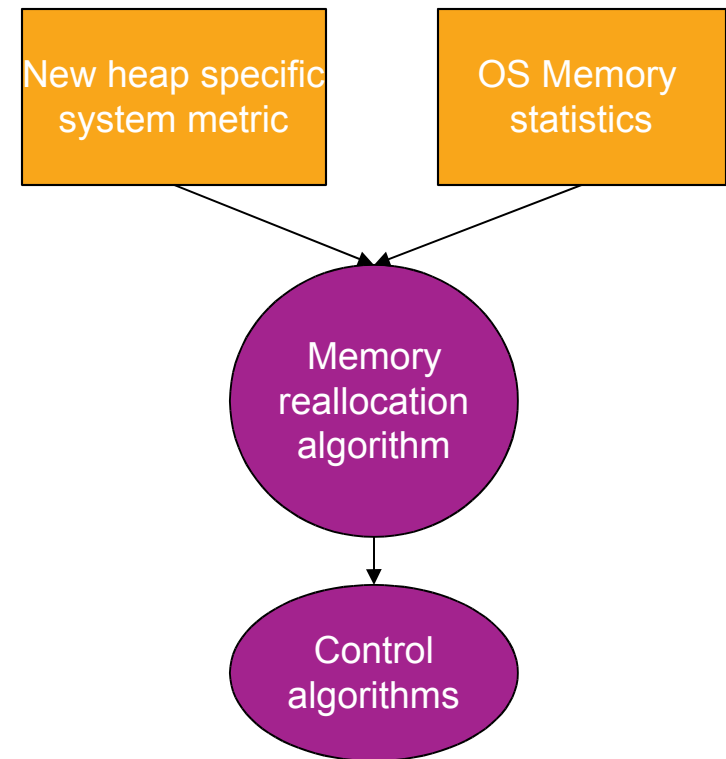 New heap specific
system metric
OS Memory
statistics
Memory
reallocation
algorithm
Control
algorithms